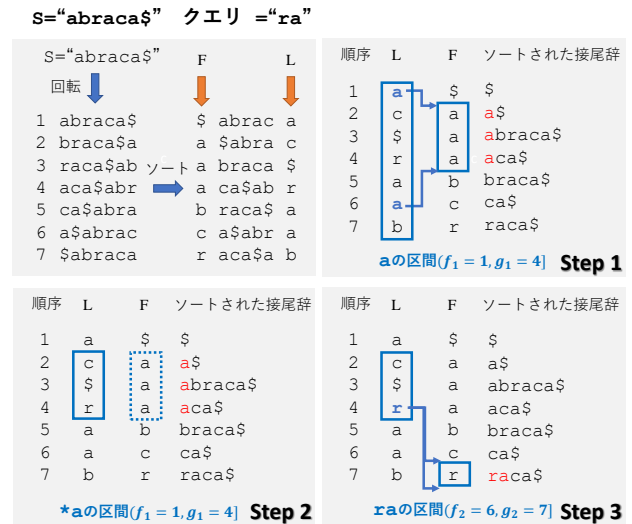 S=“abraca$” クエリ =“ra”
S=“abraca$” F L
回転
1 abraca$ $ abrac a
2 braca$a a $abra c
3 raca$ab ソート a braca $
4 aca$abr a ca$ab r
5 ca$abra b raca$ a
6 a$abrac c a$abr a
7 $abraca r aca$a b
順序 L F ソートされた接尾辞
1 a $ $
2 c a a$
3 $ a abraca$
4 r a aca$
5 a b braca$
6 a c ca$
7 b r raca$
aの区間(f₁ = 1, g₁ = 4] Step 1
順序 L F ソートされた接尾辞
1 a $ $
2 c a a$
3 $ a abraca$
4 r a aca$
5 a b braca$
6 a c ca$
7 b r raca$
*aの区間(f₁ = 1, g₁ = 4] Step 2
順序 L F ソートされた接尾辞
1 a $ $
2 c a a$
3 $ a abraca$
4 r a aca$
5 a b braca$
6 a c ca$
7 b r raca$
raの区間(f₂ = 6, g₂ = 7] Step 3